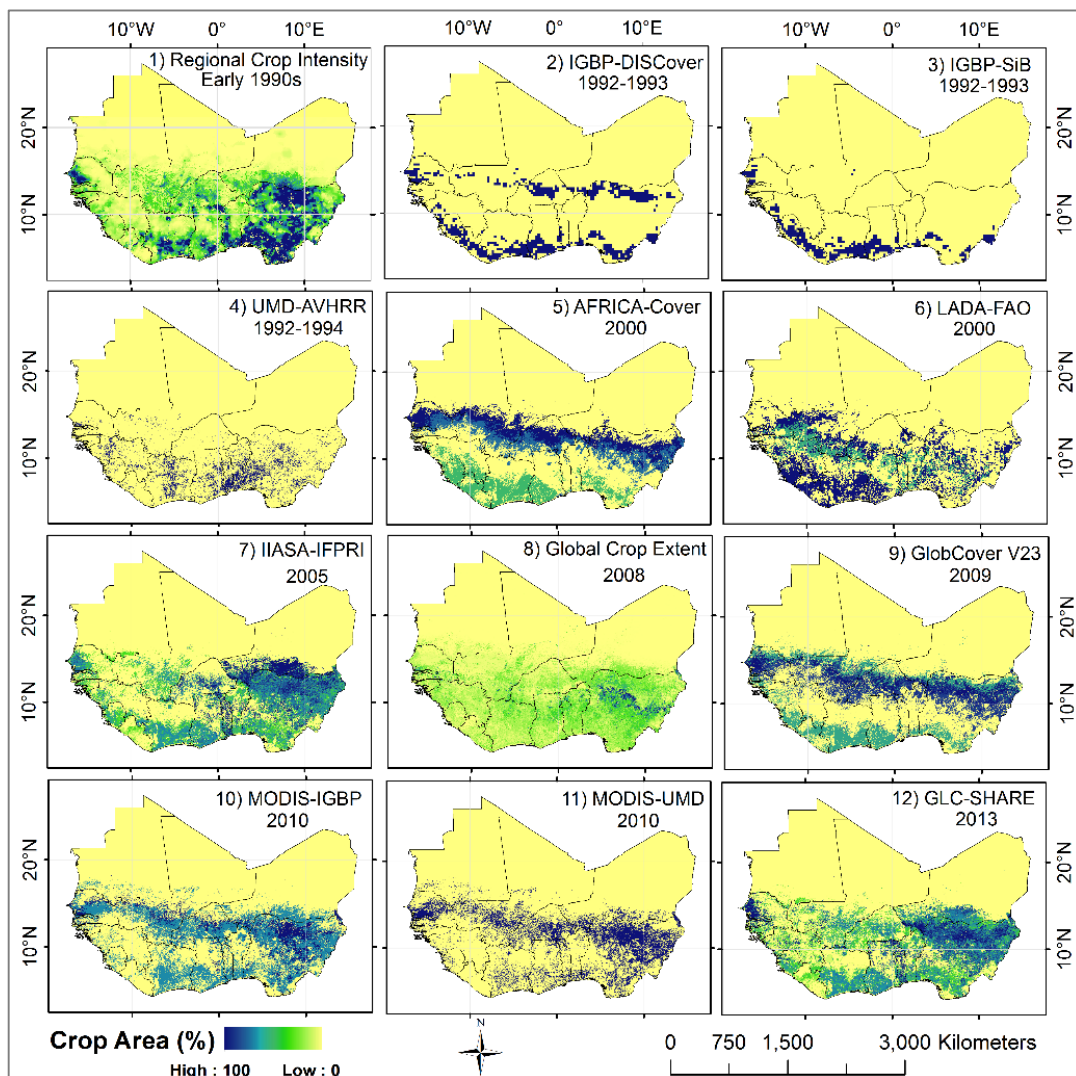 10°W 0° 10°E 10°W 0° 10°E 10°W 0° 10°E
1) Regional Crop Intensity
Early 1990s
2) IGBP-DISCover
1992-1993
3) IGBP-SiB
1992-1993
20°N 20°N
10°N 10°N
4) UMD-AVHRR
1992-1994
5) AFRICA-Cover
2000
6) LADA-FAO
2000
20°N 20°N
10°N 10°N
7) IIASA-IFPRI
2005
8) Global Crop Extent
2008
9) GlobCover V23
2009
20°N 20°N
10°N 10°N
10) MODIS-IGBP
2010
11) MODIS-UMD
2010
12) GLC-SHARE
2013
20°N 20°N
10°N 10°N
Crop Area (%)
High : 100 Low : 0
N
0 750 1,500 3,000 Kilometers